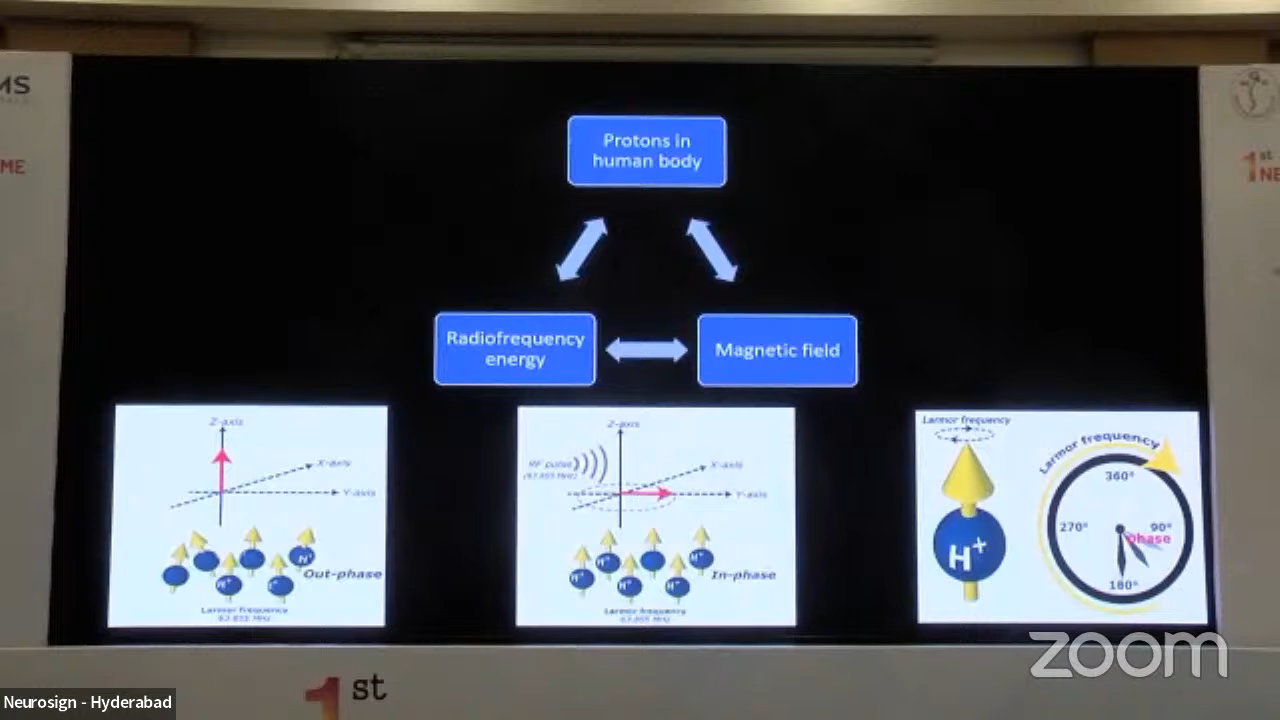 MS
ME
1st
NE
Protons in
human body
Radiofrequency
energy
Magnetic field
Z-axis
X-axis
Y-axis
H+
H+
H+
Out-phase
Larmor frequency
Z-axis
RF pulse
X-axis
Y-axis
H+
H+
H+
H+
H+
In-phase
Larmor frequency
Larmor frequency
H+
Larmor frequency
360°
270°
90°
phase
180°
zoom
1st
Neurosign - Hyderabad